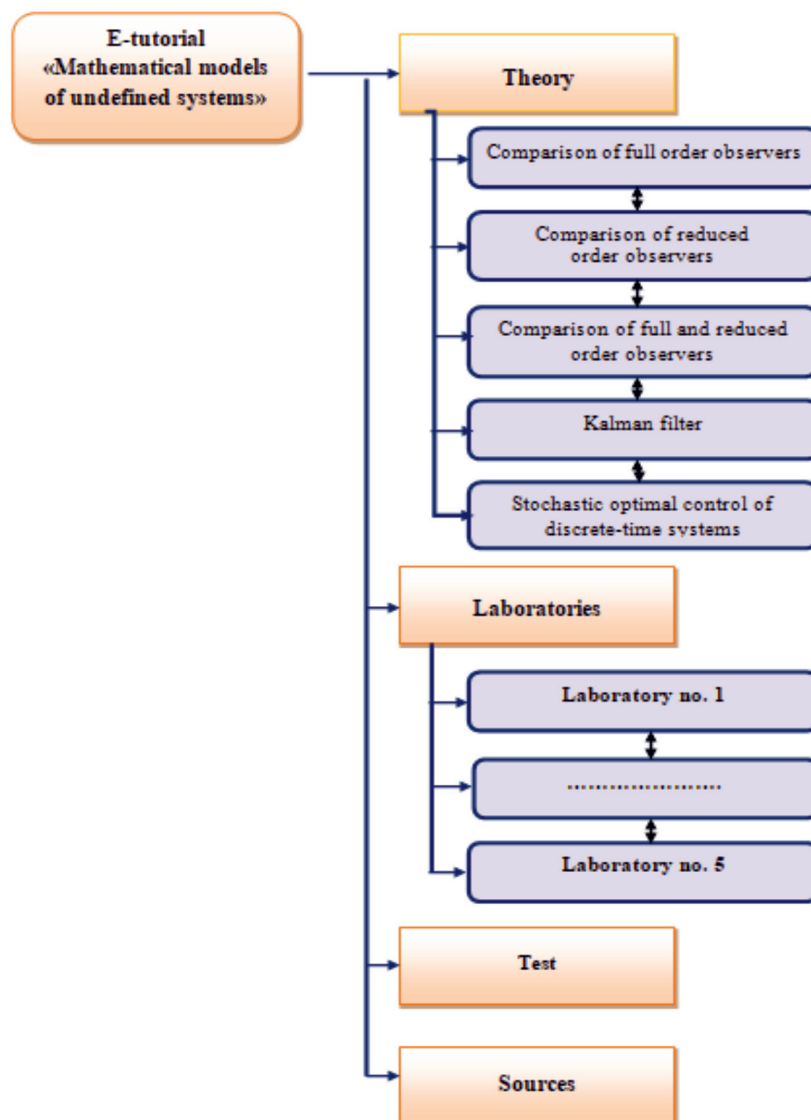 E-tutorial
«Mathematical models
of undefined systems»
Theory
Comparison of full order observers
Comparison of reduced
order observers
Comparison of full and reduced
order observers
Kalman filter
Stochastic optimal control of
discrete-time systems
Laboratories
Laboratory no. 1
......................
Laboratory no. 5
Test
Sources